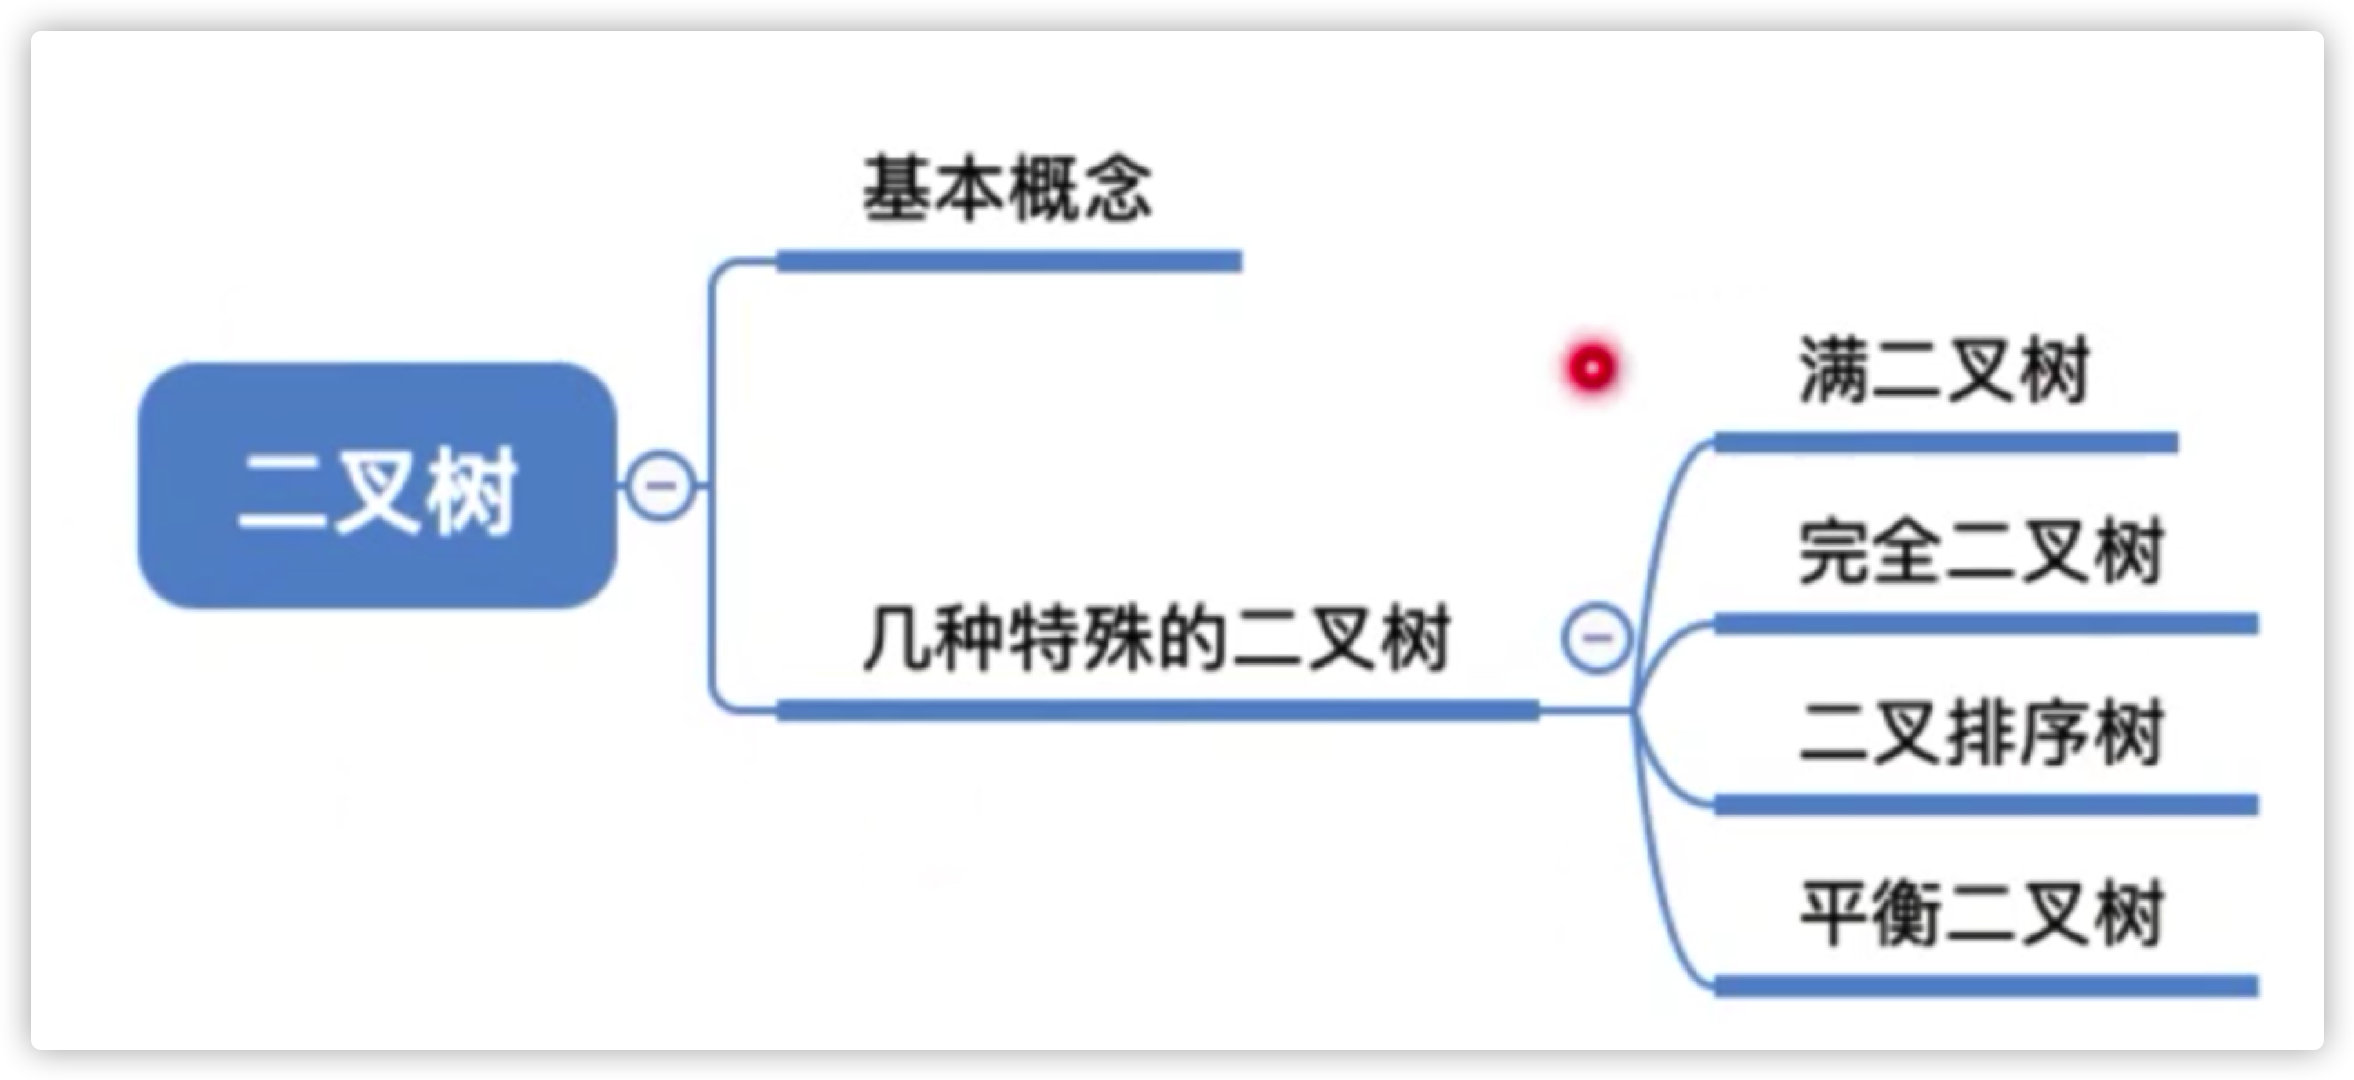 基本概念
二叉树
几种特殊的二叉树
满二叉树
完全二叉树
二叉排序树
平衡二叉树